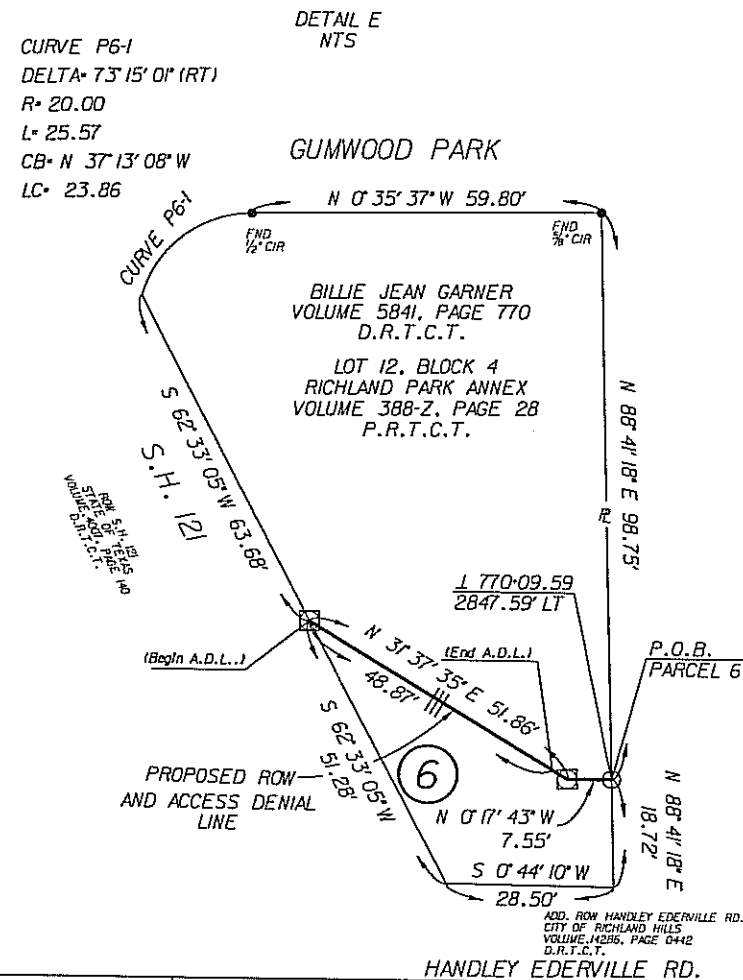 DETAIL E
NTS
CURVE P6-1
DELTA= 73° 15' 01" (RT)
R= 20.00
L= 25.57
CB= N 37° 13' 08" W
LC= 23.86
GUMWOOD PARK
N 0° 35' 37" W 59.80'
CURVE P6-1
FND
1/2" CIR
FND
5/8" CIR
BILLIE JEAN GARNER
VOLUME 5841, PAGE 770
D.R.T.C.T.
LOT 12, BLOCK 4
RICHLAND PARK ANNEX
VOLUME 388-Z, PAGE 28
P.R.T.C.T.
N 88° 41' 18" E 98.75'
PL
S 62° 33' 05" W 63.68'
S.H. 121
ROW S.H. 121
STATE OF TEXAS
VOLUME 4007, PAGE 140
D.R.T.C.T.
⊥ 770+09.59
2847.59' LT
P.O.B.
PARCEL 6
(Begin A.D.L.)
(End A.D.L.)
N 31° 37' 35" E 51.86'
48.87'
S 62° 33' 05" W
51.28'
6
PROPOSED ROW
AND ACCESS DENIAL
LINE
N 0° 17' 43" W
7.55'
N 88° 41' 18" E
18.72'
S 0° 44' 10" W
28.50'
ADD. ROW HANDLEY EDERVILLE RD.
CITY OF RICHLAND HILLS
VOLUME 14286, PAGE 0442
D.R.T.C.T.
HANDLEY EDERVILLE RD.